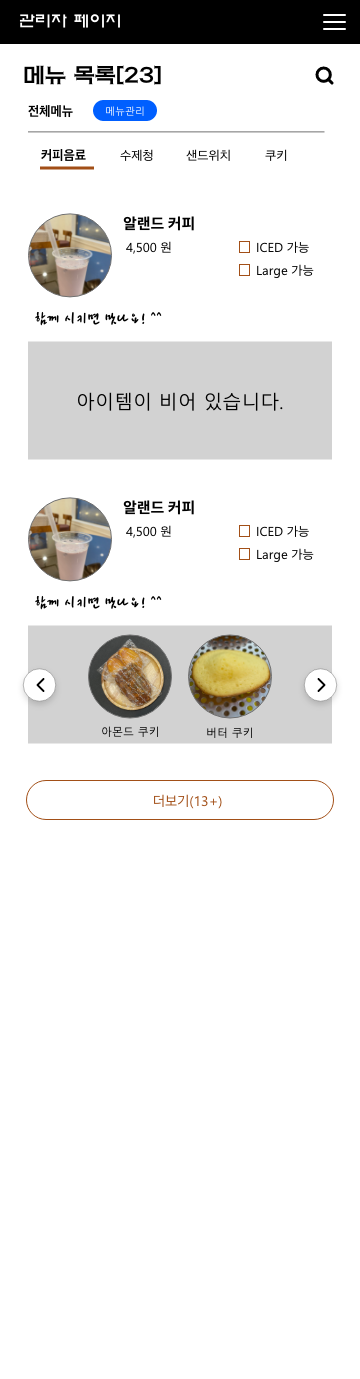 관리자 페이지
메뉴 목록[23]
전체메뉴 메뉴관리
커피음료 수제청 샌드위치 쿠키
알랜드 커피
4,500 원 ICED 가능
Large 가능
함께 시키면 맛나요! ^^
아이템이 비어 있습니다.
알랜드 커피
4,500 원 ICED 가능
Large 가능
함께 시키면 맛나요! ^^
아몬드 쿠키 버터 쿠키
더보기(13+)